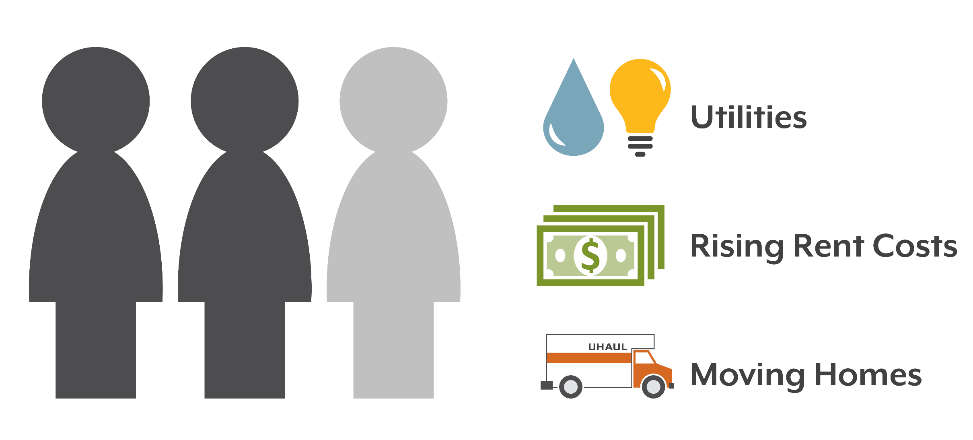 Utilities
$
Rising Rent Costs
UHAUL
Moving Homes